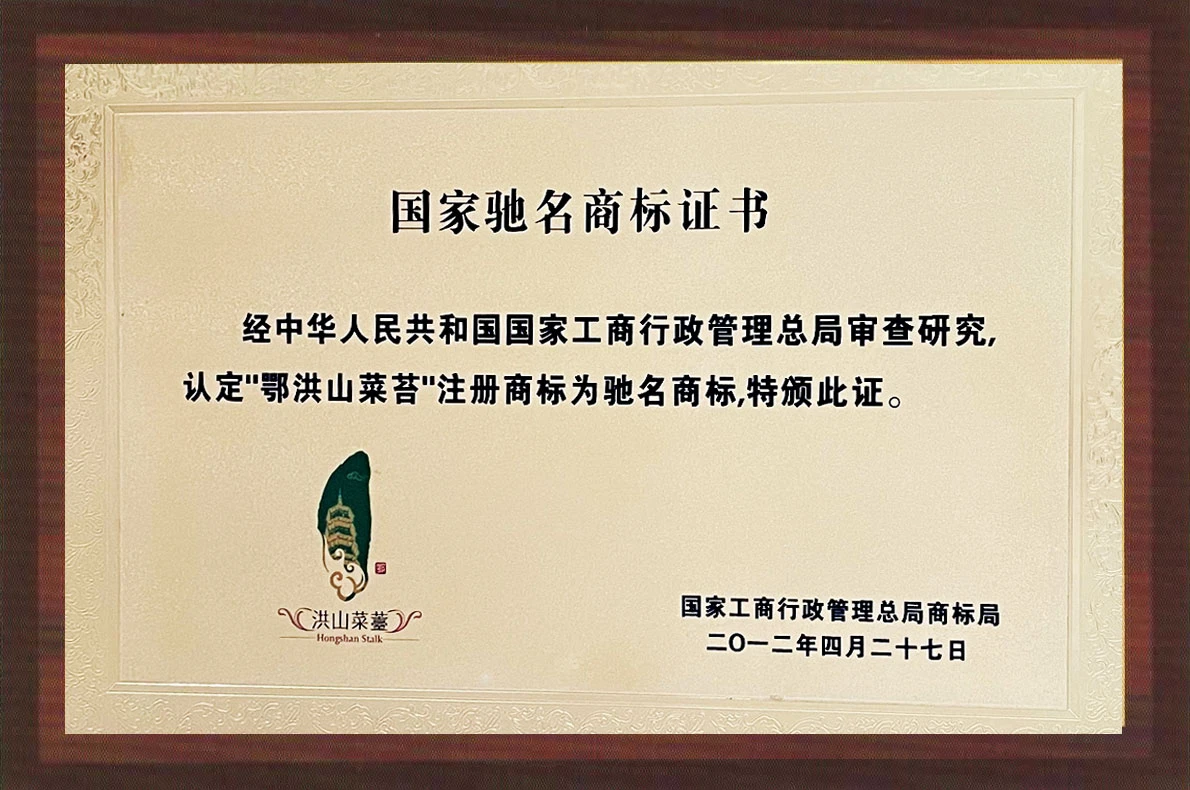 国家驰名商标证书
经中华人民共和国国家工商行政管理总局审查研究,
认定"鄂洪山菜苔"注册商标为驰名商标,特颁此证。
洪山菜薹
Hongshan Stalk
国家工商行政管理总局商标局
二〇一二年四月二十七日